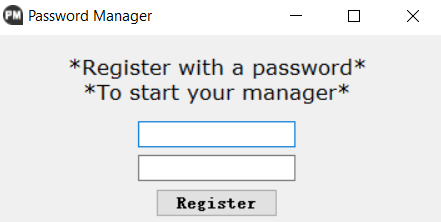 PM Password Manager
*Register with a password*
*To start your manager*
Register